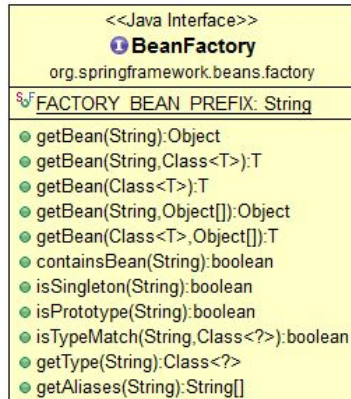 <<Java Interface>>
BeanFactory
org.springframework.beans.factory
FACTORY_BEAN_PREFIX: String
getBean(String):Object
getBean(String,Class<T>):T
getBean(Class<T>):T
getBean(String,Object[]):Object
getBean(Class<T>,Object[]):T
containsBean(String):boolean
isSingleton(String):boolean
isPrototype(String):boolean
isTypeMatch(String,Class<?>):boolean
getType(String):Class<?>
getAliases(String):String[]